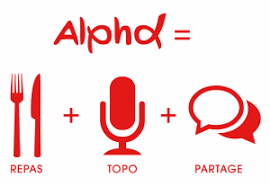 Alpha =
+ +
REPAS TOPO PARTAGE